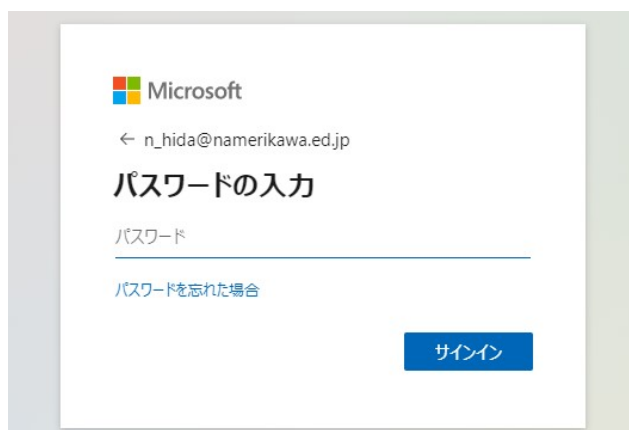 Microsoft
← n_hida@namerikawa.ed.jp
パスワードの入力
パスワード
パスワードを忘れた場合
サインイン